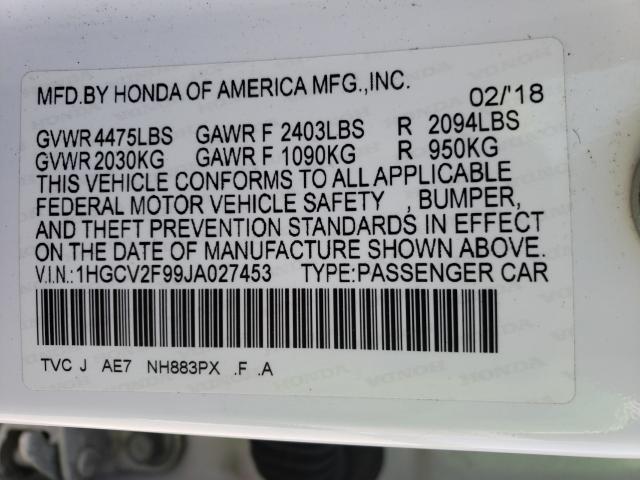 MFD.BY HONDA OF AMERICA MFG.,INC. 02/'18
GVWR 4475LBS GAWR F 2403LBS R 2094LBS
GVWR 2030KG GAWR F 1090KG R 950KG
THIS VEHICLE CONFORMS TO ALL APPLICABLE
FEDERAL MOTOR VEHICLE SAFETY , BUMPER,
AND THEFT PREVENTION STANDARDS IN EFFECT
ON THE DATE OF MANUFACTURE SHOWN ABOVE.
V.I.N.:1HGCV2F99JA027453 TYPE:PASSENGER CAR
TVC J AE7 NH883PX .F .A